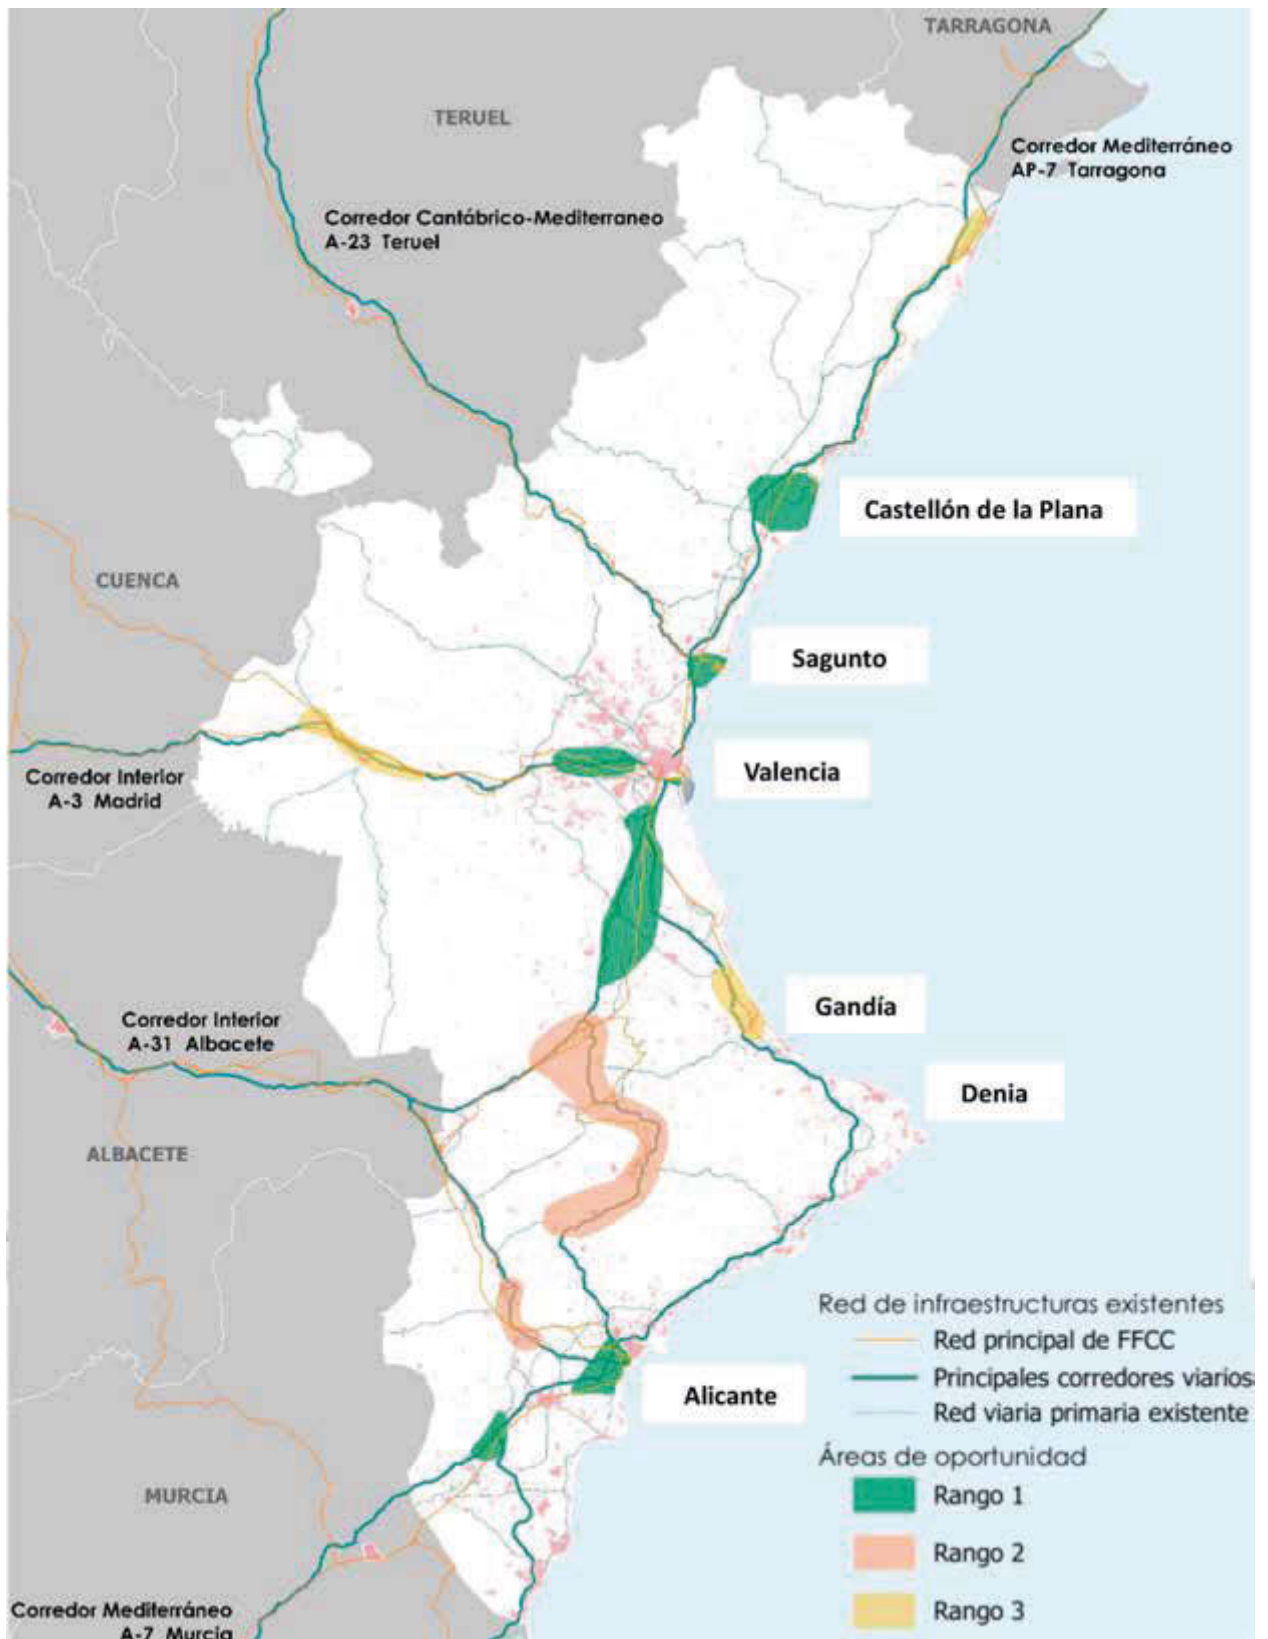 TARRAGONA
TERUEL
Corredor Mediterráneo
AP-7 Tarragona
Corredor Cantábrico-Mediterraneo
A-23 Teruel
Castellón de la Plana
CUENCA
Sagunto
Valencia
Corredor Interior
A-3 Madrid
Gandía
Corredor Interior
A-31 Albacete
Denia
ALBACETE
Red de infraestructuras existentes
Red principal de FFCC
Principales corredores viarios
Red viaria primaria existente
Alicante
Áreas de oportunidad
Rango 1
MURCIA
Rango 2
Rango 3
Corredor Mediterráneo
A-7 Murcia